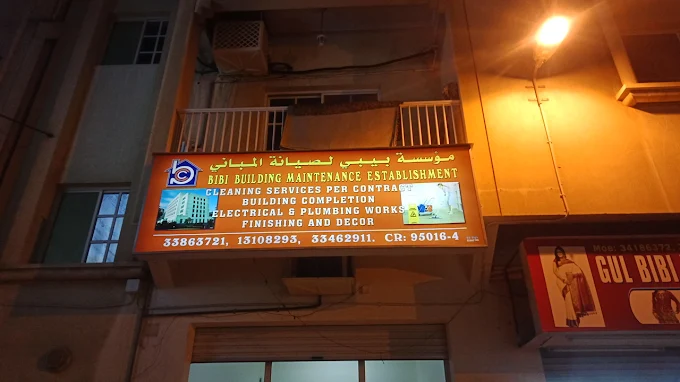 مؤسسة بيبي لصيانة المباني
BIBI BUILDING MAINTENANCE ESTABLISHMENT
CLEANING SERVICES PER CONTRACT
BUILDING COMPLETION
ELECTRICAL & PLUMBING WORKS
FINISHING AND DECOR
33863721, 13108293, 33462911. CR: 95016-4
GUL BIBI